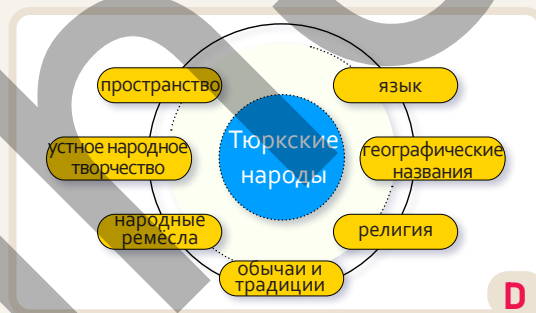 пространство
язык
Тюркские
народы
устное народное
творчество
географические
названия
народные
ремёсла
религия
обычаи и
традиции
D